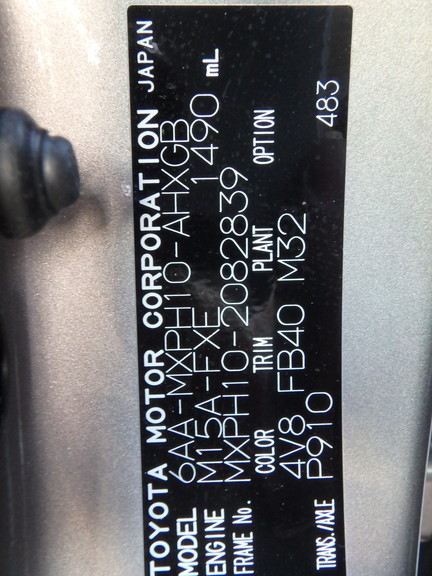 TOYOTA MOTOR CORPORATION JAPAN
MODEL 6AA-MXPH10-AHXGB
ENGINE M15A-FXE 1490 mL
FRAME No. MXPH10-2082839
COLOR TRIM PLANT OPTION
4V8 FB40 M32
TRANS./AXLE P910 483